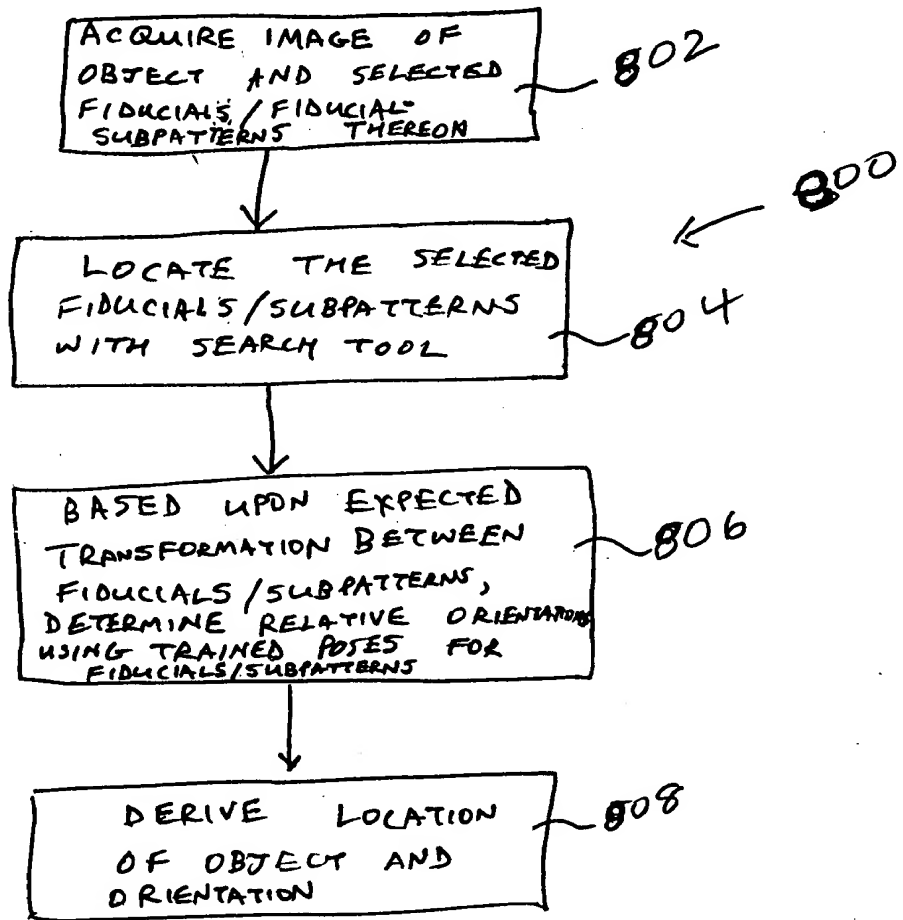 ACQUIRE IMAGE OF
OBJECT AND SELECTED
FIDUCIALS/FIDUCIAL-
SUBPATTERNS THEREON
802
800
LOCATE THE SELECTED
FIDUCIALS/SUBPATTERNS
WITH SEARCH TOOL
804
BASED UPON EXPECTED
TRANSFORMATION BETWEEN
FIDUCIALS/SUBPATTERNS,
DETERMINE RELATIVE ORIENTATIONS
USING TRAINED POSES FOR
FIDUCIALS/SUBPATTERNS
806
DERIVE LOCATION
OF OBJECT AND
ORIENTATION
808